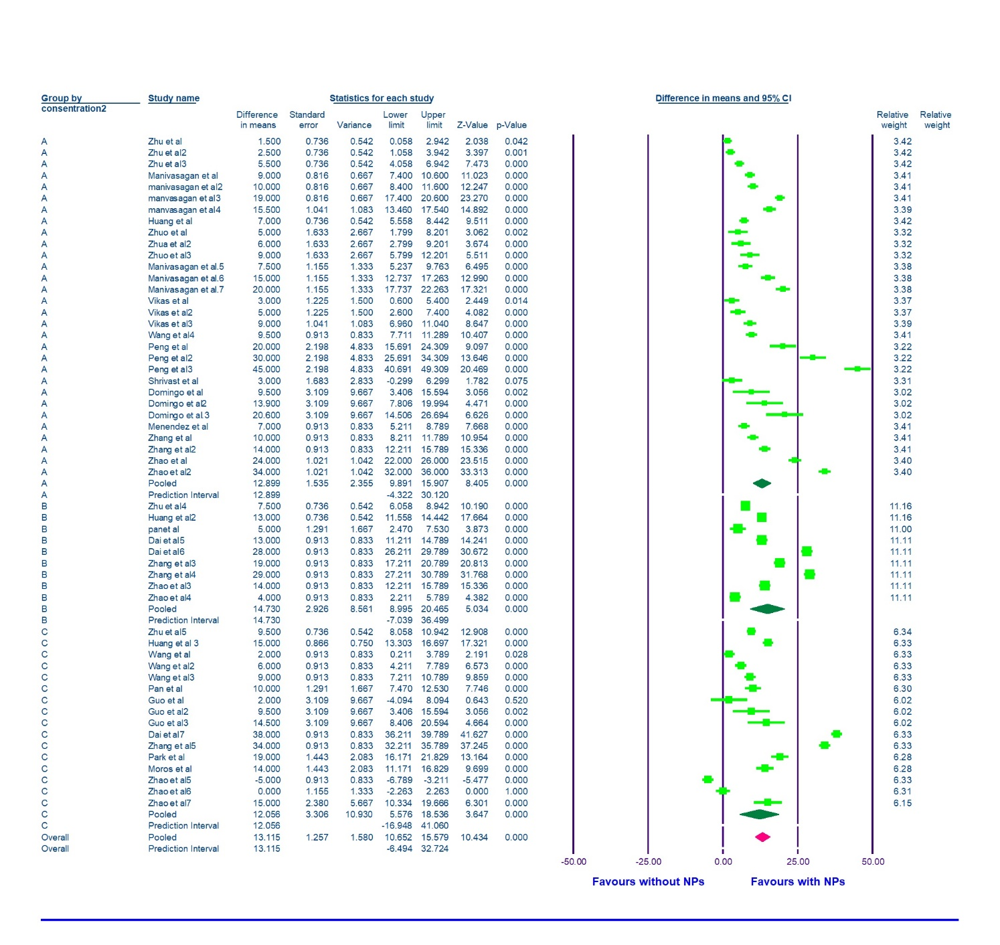 Group by Study name Statistics for each study Difference in means and 95% CI
consentration2
Difference Standard Lower Upper Relative Relative
in means error Variance limit limit Z-Value p-Value weight weight
A Zhu et al 1.500 0.736 0.542 0.058 2.942 2.038 0.042 3.42
A Zhu et al2 2.500 0.736 0.542 1.058 3.942 3.397 0.001 3.42
A Zhu et al3 5.500 0.736 0.542 4.058 6.942 7.473 0.000 3.42
A Manivasagan et al 9.000 0.816 0.667 7.400 10.600 11.023 0.000 3.41
A manivasagan et al2 10.000 0.816 0.667 8.400 11.600 12.247 0.000 3.41
A manvasagan et al3 19.000 0.816 0.667 17.400 20.600 23.270 0.000 3.41
A manvasagan et al4 15.500 1.041 1.083 13.460 17.540 14.892 0.000 3.39
A Huang et al 7.000 0.736 0.542 5.558 8.442 9.511 0.000 3.42
A Zhuo et al 5.000 1.633 2.667 1.799 8.201 3.062 0.002 3.32
A Zhua et al2 6.000 1.633 2.667 2.799 9.201 3.674 0.000 3.32
A Zhuo et al3 9.000 1.633 2.667 5.799 12.201 5.511 0.000 3.32
A Manivasagan et al.5 7.500 1.155 1.333 5.237 9.763 6.495 0.000 3.38
A Manivasagan et al.6 15.000 1.155 1.333 12.737 17.263 12.990 0.000 3.38
A Manivasagan et al.7 20.000 1.155 1.333 17.737 22.263 17.321 0.000 3.38
A Vikas et al 3.000 1.225 1.500 0.600 5.400 2.449 0.014 3.37
A Vikas et al2 5.000 1.225 1.500 2.600 7.400 4.082 0.000 3.37
A Vikas et al3 9.000 1.041 1.083 6.960 11.040 8.647 0.000 3.39
A Wang et al4 9.500 0.913 0.833 7.711 11.289 10.407 0.000 3.41
A Peng et al 20.000 2.198 4.833 15.691 24.309 9.097 0.000 3.22
A Peng et al2 30.000 2.198 4.833 25.691 34.309 13.646 0.000 3.22
A Peng et al3 45.000 2.198 4.833 40.691 49.309 20.469 0.000 3.22
A Shrivast et al 3.000 1.683 2.833 -0.299 6.299 1.782 0.075 3.31
A Domingo et al 9.500 3.109 9.667 3.406 15.594 3.056 0.002 3.02
A Domingo et al2 13.900 3.109 9.667 7.806 19.994 4.471 0.000 3.02
A Domingo et al.3 20.600 3.109 9.667 14.506 26.694 6.626 0.000 3.02
A Menendez et al 7.000 0.913 0.833 5.211 8.789 7.668 0.000 3.41
A Zhang et al 10.000 0.913 0.833 8.211 11.789 10.954 0.000 3.41
A Zhang et al2 14.000 0.913 0.833 12.211 15.789 15.336 0.000 3.41
A Zhao et al 24.000 1.021 1.042 22.000 26.000 23.515 0.000 3.40
A Zhao et al2 34.000 1.021 1.042 32.000 36.000 33.313 0.000 3.40
A Pooled 12.899 1.535 2.355 9.891 15.907 8.405 0.000
A Prediction Interval 12.899 -4.322 30.120
B Zhu et al4 7.500 0.736 0.542 6.058 8.942 10.190 0.000 11.16
B Huang et al2 13.000 0.736 0.542 11.558 14.442 17.664 0.000 11.16
B panet al 5.000 1.291 1.667 2.470 7.530 3.873 0.000 11.00
B Dai et al5 13.000 0.913 0.833 11.211 14.789 14.241 0.000 11.11
B Dai et al6 28.000 0.913 0.833 26.211 29.789 30.672 0.000 11.11
B Zhang et al3 19.000 0.913 0.833 17.211 20.789 20.813 0.000 11.11
B Zhang et al4 29.000 0.913 0.833 27.211 30.789 31.768 0.000 11.11
B Zhao et al3 14.000 0.913 0.833 12.211 15.789 15.336 0.000 11.11
B Zhao et al4 4.000 0.913 0.833 2.211 5.789 4.382 0.000 11.11
B Pooled 14.730 2.926 8.561 8.995 20.465 5.034 0.000
B Prediction Interval 14.730 -7.039 36.499
C Zhu et al5 9.500 0.736 0.542 8.058 10.942 12.908 0.000 6.34
C Huang et al 3 15.000 0.866 0.750 13.303 16.697 17.321 0.000 6.33
C Wang et al 2.000 0.913 0.833 0.211 3.789 2.191 0.028 6.33
C Wang et al2 6.000 0.913 0.833 4.211 7.789 6.573 0.000 6.33
C Wang et al3 9.000 0.913 0.833 7.211 10.789 9.859 0.000 6.33
C Pan et al 10.000 1.291 1.667 7.470 12.530 7.746 0.000 6.30
C Guo et al 2.000 3.109 9.667 -4.094 8.094 0.643 0.520 6.02
C Guo et al2 9.500 3.109 9.667 3.406 15.594 3.056 0.002 6.02
C Guo et al3 14.500 3.109 9.667 8.406 20.594 4.664 0.000 6.02
C Dai et al7 38.000 0.913 0.833 36.211 39.789 41.627 0.000 6.33
C Zhang et al5 34.000 0.913 0.833 32.211 35.789 37.245 0.000 6.33
C Park et al 19.000 1.443 2.083 16.171 21.829 13.164 0.000 6.28
C Moros et al 14.000 1.443 2.083 11.171 16.829 9.699 0.000 6.28
C Zhao et al5 -5.000 0.913 0.833 -6.789 -3.211 -5.477 0.000 6.33
C Zhao et al6 0.000 1.155 1.333 -2.263 2.263 0.000 1.000 6.31
C Zhao et al7 15.000 2.380 5.667 10.334 19.666 6.301 0.000 6.15
C Pooled 12.056 3.306 10.930 5.576 18.536 3.647 0.000
C Prediction Interval 12.056 -16.948 41.060
Overall Pooled 13.115 1.257 1.580 10.652 15.579 10.434 0.000
Overall Prediction Interval 13.115 -6.494 32.724
-50.00 -25.00 0.00 25.00 50.00
Favours without NPs Favours with NPs